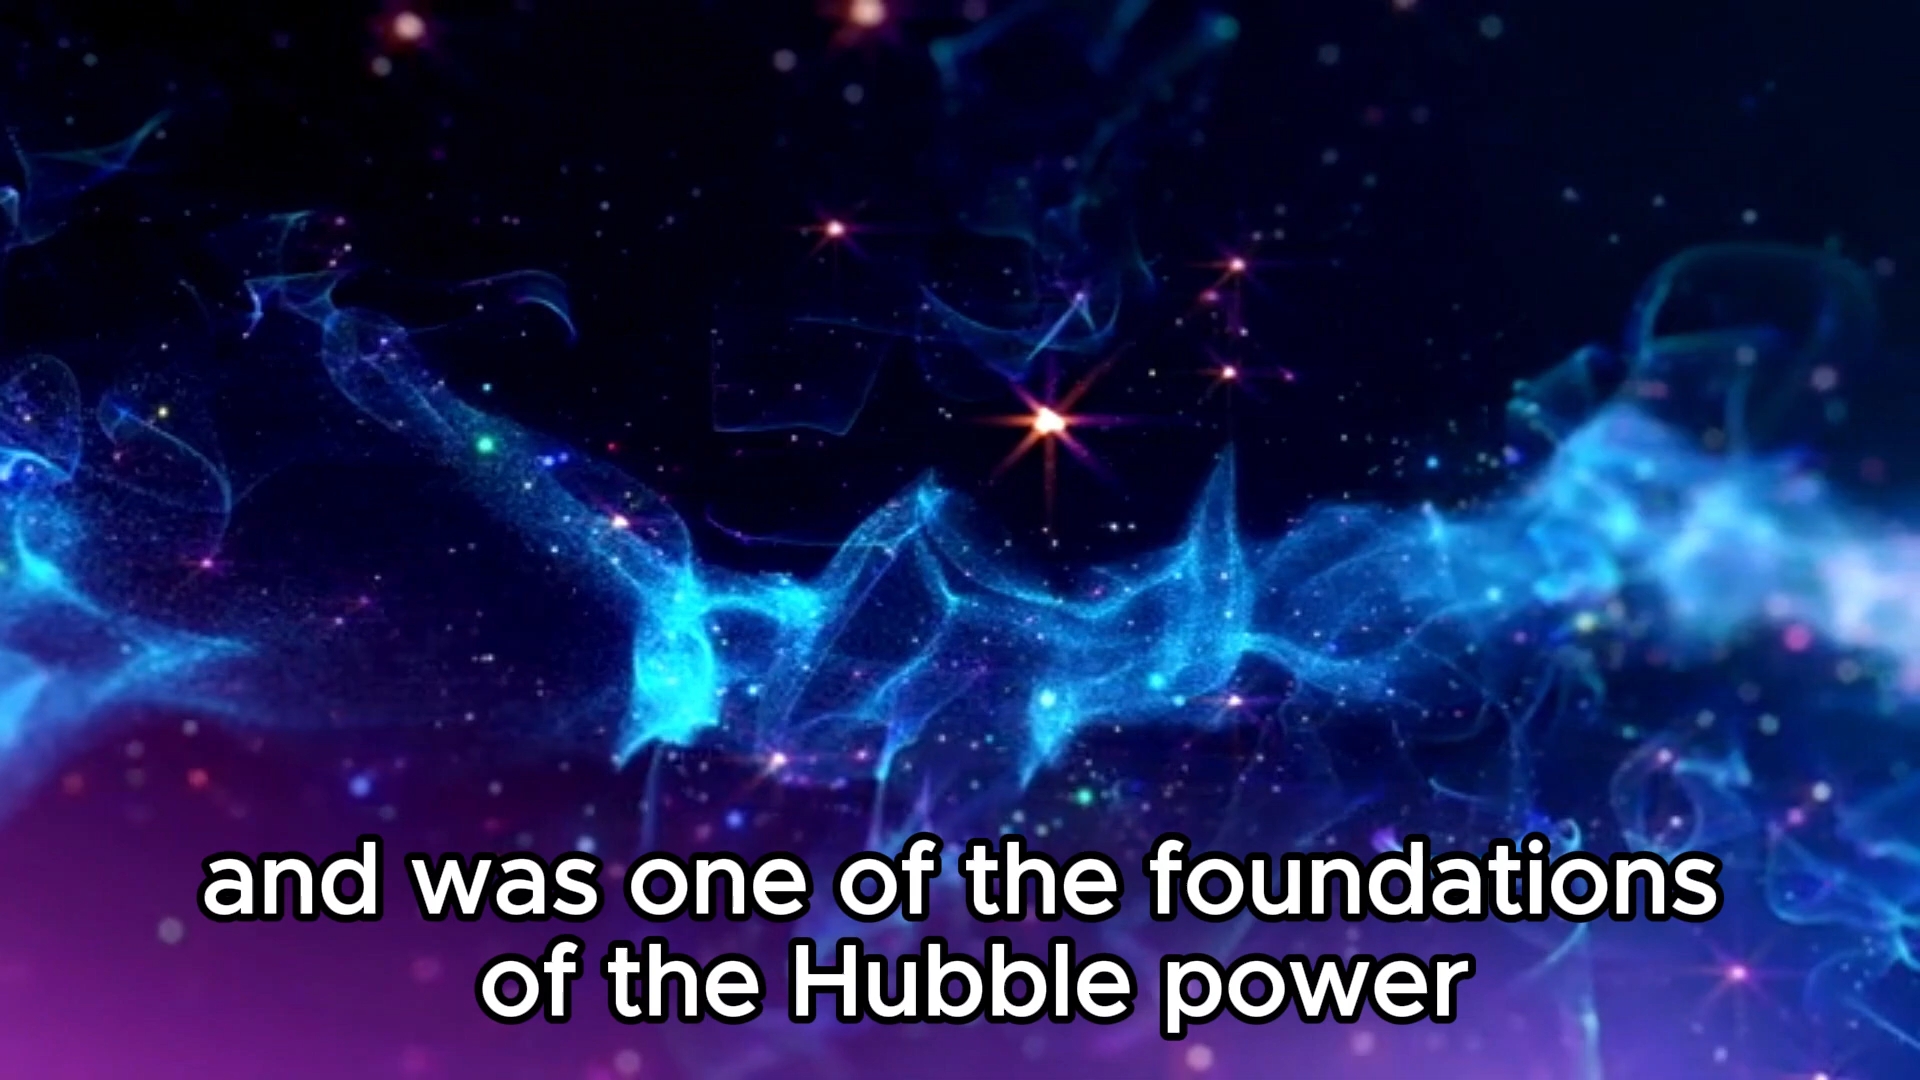 and was one of the foundations
of the Hubble power